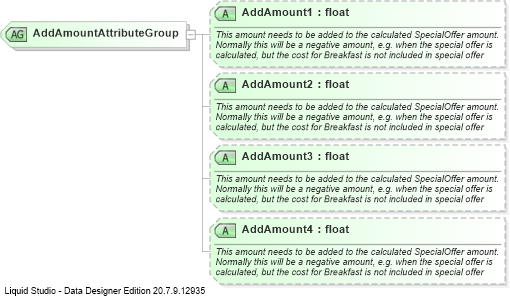 AG AddAmountAttributeGroup
A AddAmount1 : float
This amount needs to be added to the calculated SpecialOffer amount.
Normally this will be a negative amount, e.g. when the special offer is
calculated, but the cost for Breakfast is not included in special offer
A AddAmount2 : float
This amount needs to be added to the calculated SpecialOffer amount.
Normally this will be a negative amount, e.g. when the special offer is
calculated, but the cost for Breakfast is not included in special offer
A AddAmount3 : float
This amount needs to be added to the calculated SpecialOffer amount.
Normally this will be a negative amount, e.g. when the special offer is
calculated, but the cost for Breakfast is not included in special offer
A AddAmount4 : float
This amount needs to be added to the calculated SpecialOffer amount.
Normally this will be a negative amount, e.g. when the special offer is
calculated, but the cost for Breakfast is not included in special offer
Liquid Studio - Data Designer Edition 20.7.9.12935